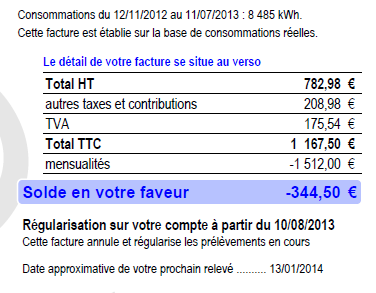 Consommations du 12/11/2012 au 11/07/2013 : 8 485 kWh.
Cette facture est établie sur la base de consommations réelles.
Le détail de votre facture se situe au verso
Total HT 782,98 €
autres taxes et contributions 208,98 €
TVA 175,54 €
Total TTC 1 167,50 €
mensualités -1 512,00 €
Solde en votre faveur -344,50 €
Régularisation sur votre compte à partir du 10/08/2013
Cette facture annule et régularise les prélèvements en cours
Date approximative de votre prochain relevé .......... 13/01/2014